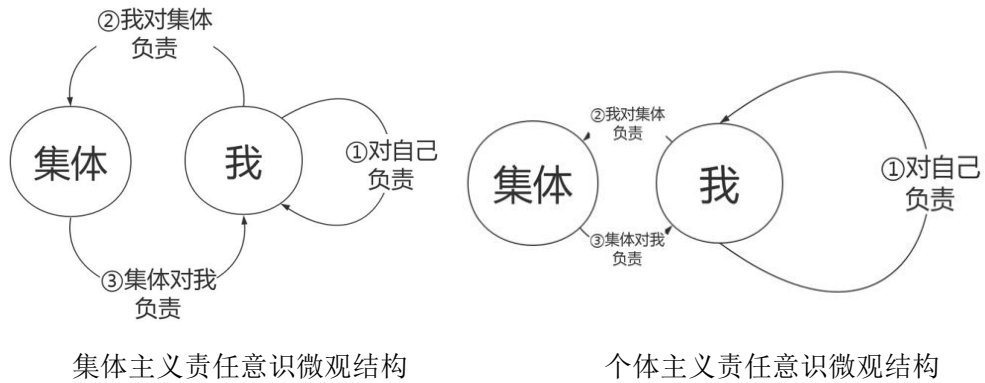 ②我对集体
负责
集体
我
①对自己
负责
③集体对我
负责
集体主义责任意识微观结构
②我对集体
负责
集体
我
①对自己
负责
③集体对我
负责
个体主义责任意识微观结构